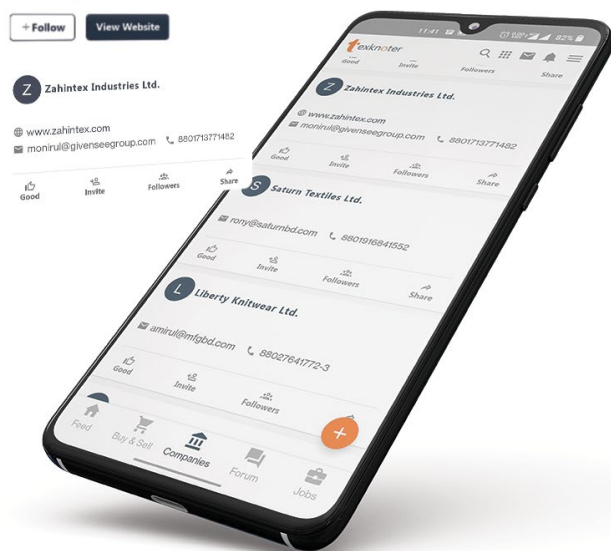 + Follow
View Website
Z
Zahintex Industries Ltd.
www.zahintex.com
monirul@givenseegroup.com 8801713771482
Good Invite Followers Share
11:41 82%
texknoter
Good Invite Followers Share
Z
Zahintex Industries Ltd.
www.zahintex.com
monirul@givenseegroup.com 8801713771482
Good Invite Followers Share
S
Saturn Textiles Ltd.
rony@saturnbd.com 8801916841552
Good Invite Followers Share
L
Liberty Knitwear Ltd.
amirul@mfgbd.com 88027641772-3
Good Invite Followers
+
Feed Buy & Sell Companies Forum Jobs